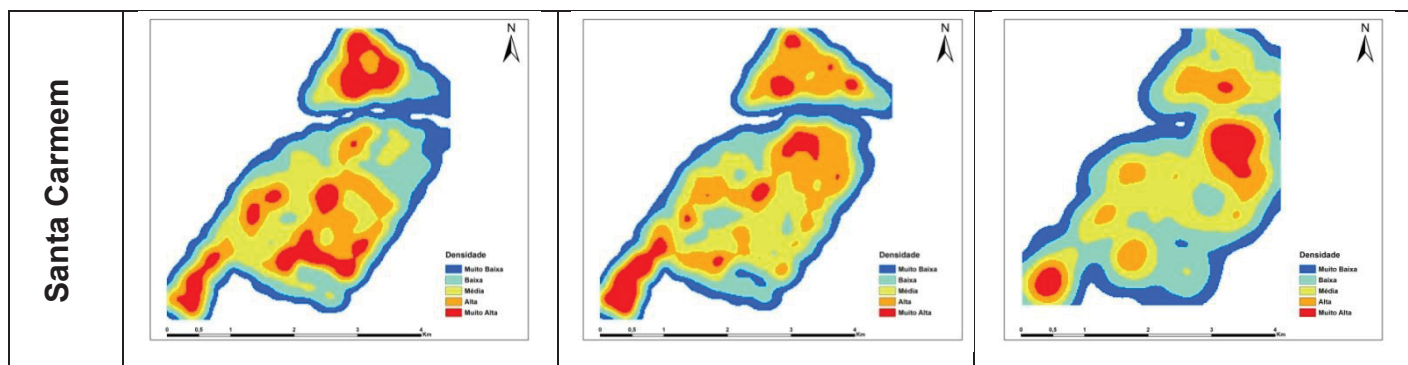 Santa Carmem
N
Densidade
Muito Baixa
Baixa
Média
Alta
Muito Alta
0 0,5 1 2 3 4
Km
N
Densidade
Muito Baixa
Baixa
Média
Alta
Muito Alta
0 0,5 1 2 3 4
Km
N
Densidade
Muito Baixa
Baixa
Média
Alta
Muito Alta
0 0,5 1 2 3 4
Km